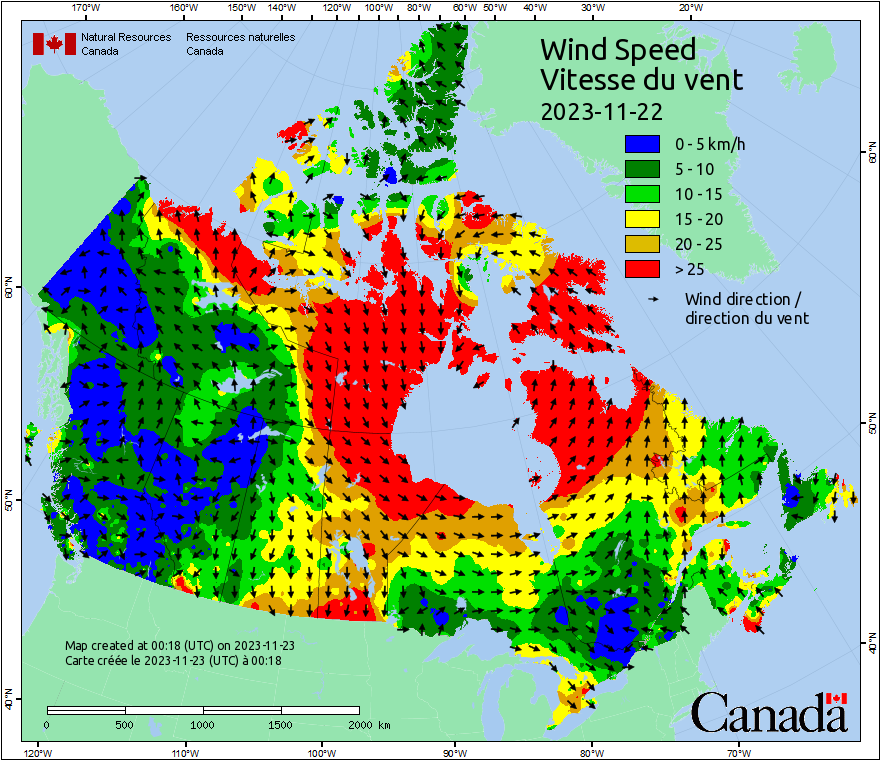 170°W 160°W 150°W 140°W 130°W 120°W 110°W 100°W 80°W 60°W 50°W 40°W 30°W 20°W
Natural Resources Ressources naturelles
Canada Canada
Wind Speed
Vitesse du vent
2023-11-22
0 - 5 km/h
5 - 10
10 - 15
15 - 20
20 - 25
> 25
Wind direction /
direction du vent
60°N
50°N
40°N
60°N
50°N
40°N
Map created at 00:18 (UTC) on 2023-11-23
Carte créée le 2023-11-23 (UTC) à 00:18
0 500 1000 1500 2000 km
Canada
120°W 110°W 100°W 90°W 80°W 70°W